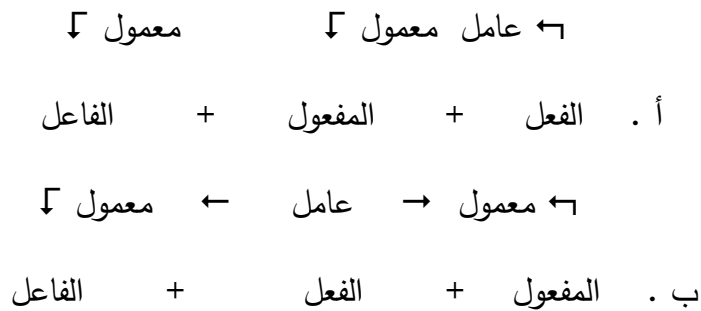 ↰ عامل معمول ↴ معمول ↴
أ . الفعل + المفعول + الفاعل
↰ معمول → عامل ← معمول ↴
ب . المفعول + الفعل + الفاعل